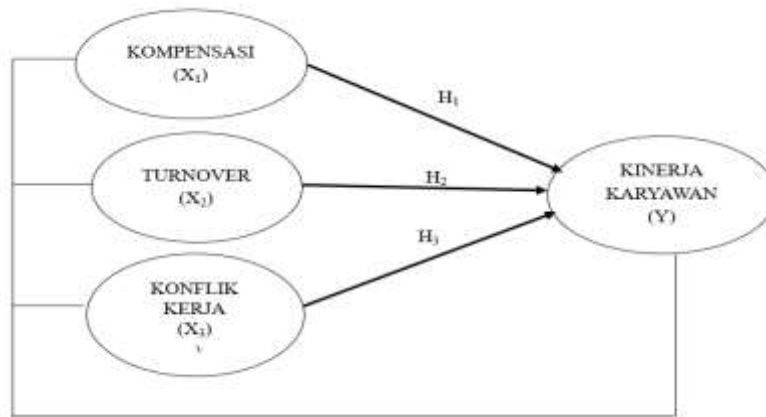 KOMPENSASI
(X₁)
H₁
TURNOVER
(X₂)
H₂
KINERJA
KARYAWAN
(Y)
H₃
KONFLIK
KERJA
(X₃)